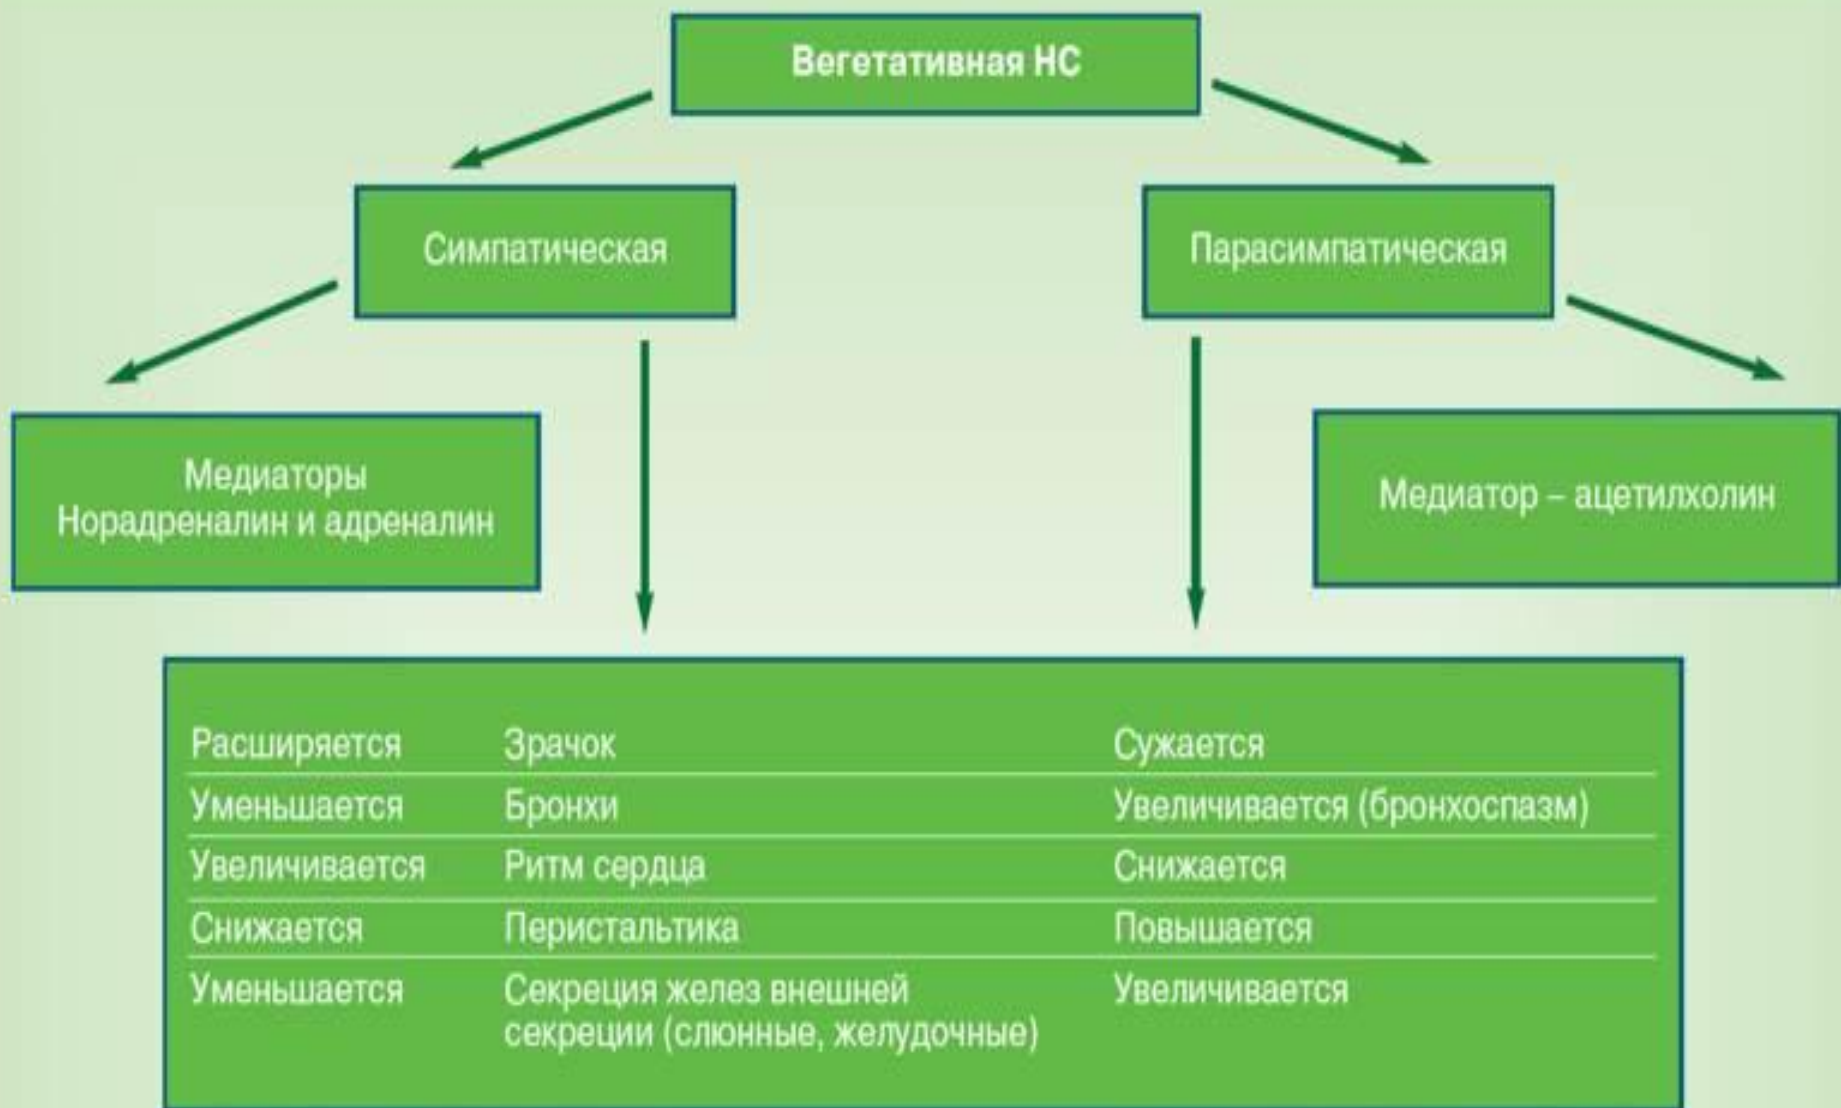 Вегетативная НС
Симпатическая
Парасимпатическая
Медиаторы
Норадреналин и адреналин
Медиатор – ацетилхолин
Расширяется Зрачок Сужается
Уменьшается Бронхи Увеличивается (бронхоспазм)
Увеличивается Ритм сердца Снижается
Снижается Перистальтика Повышается
Уменьшается Секреция желез внешней Увеличивается
секреции (слюнные, желудочные)